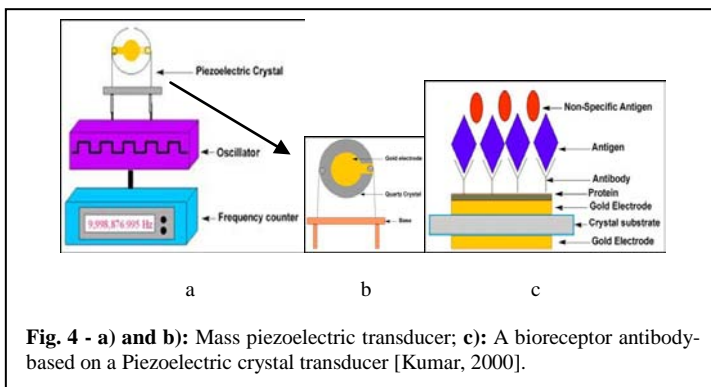 Piezoelectric Crystal
Oscillator
Frequency counter
9,998,876.995 Hz
Gold electrode
Quartz Crystal
Base
Non-Specific Antigen
Antigen
Antibody
Protein
Gold Electrode
Crystal substrate
Gold Electrode
a
b
c
Fig. 4 - a) and b): Mass piezoelectric transducer; c): A bioreceptor antibody-
based on a Piezoelectric crystal transducer [Kumar, 2000].